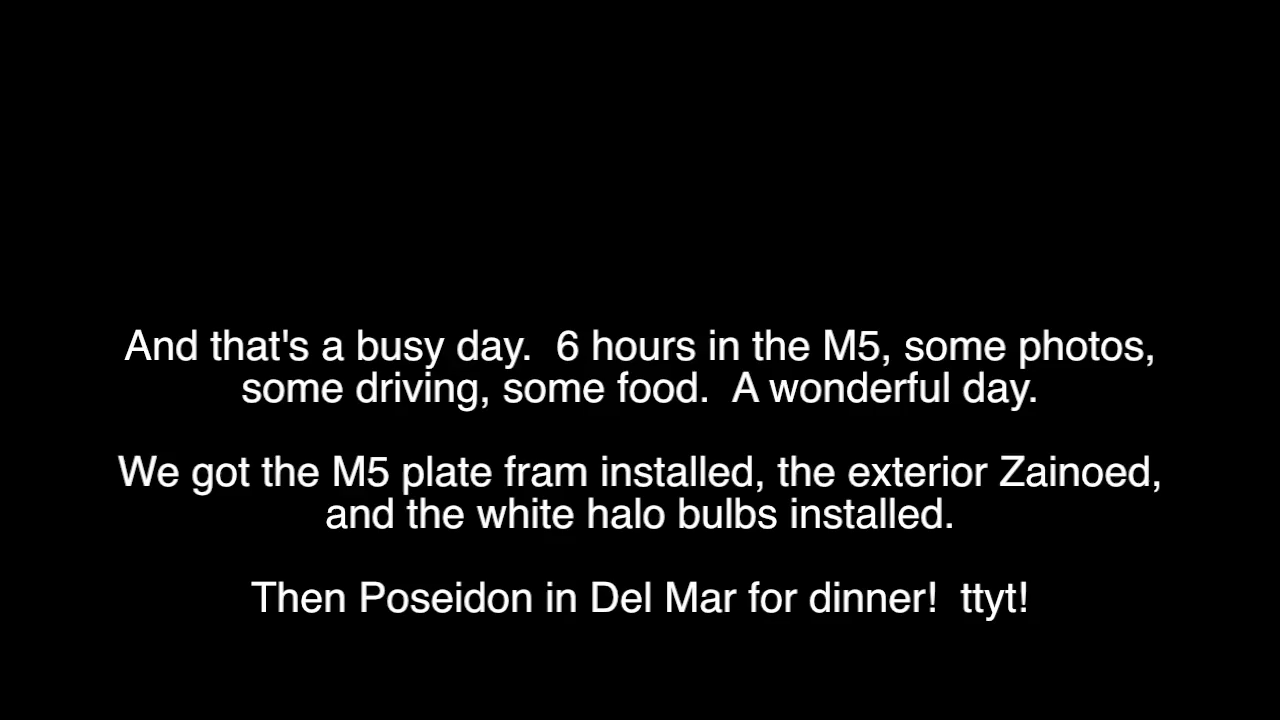 And that's a busy day.  6 hours in the M5, some photos,
some driving, some food.  A wonderful day.
We got the M5 plate fram installed, the exterior Zainoed,
and the white halo bulbs installed.
Then Poseidon in Del Mar for dinner!  ttyt!